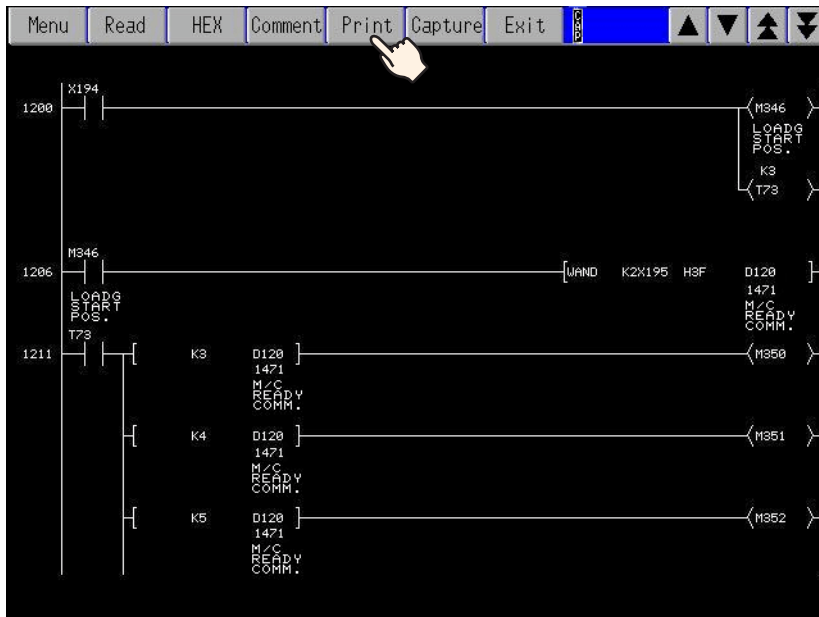 Menu Read HEX Comment Print Capture Exit CAP
X194
1200 M346
LOADG
START
POS.
K3
T73
M346
1206 WAND K2X195 H3F D120
LOADG
START
POS.
1471
M/C
READY
COMM.
T73
1211 K3 D120 M350
1471
M/C
READY
COMM.
K4 D120 M351
1471
M/C
READY
COMM.
K5 D120 M352
1471
M/C
READY
COMM.